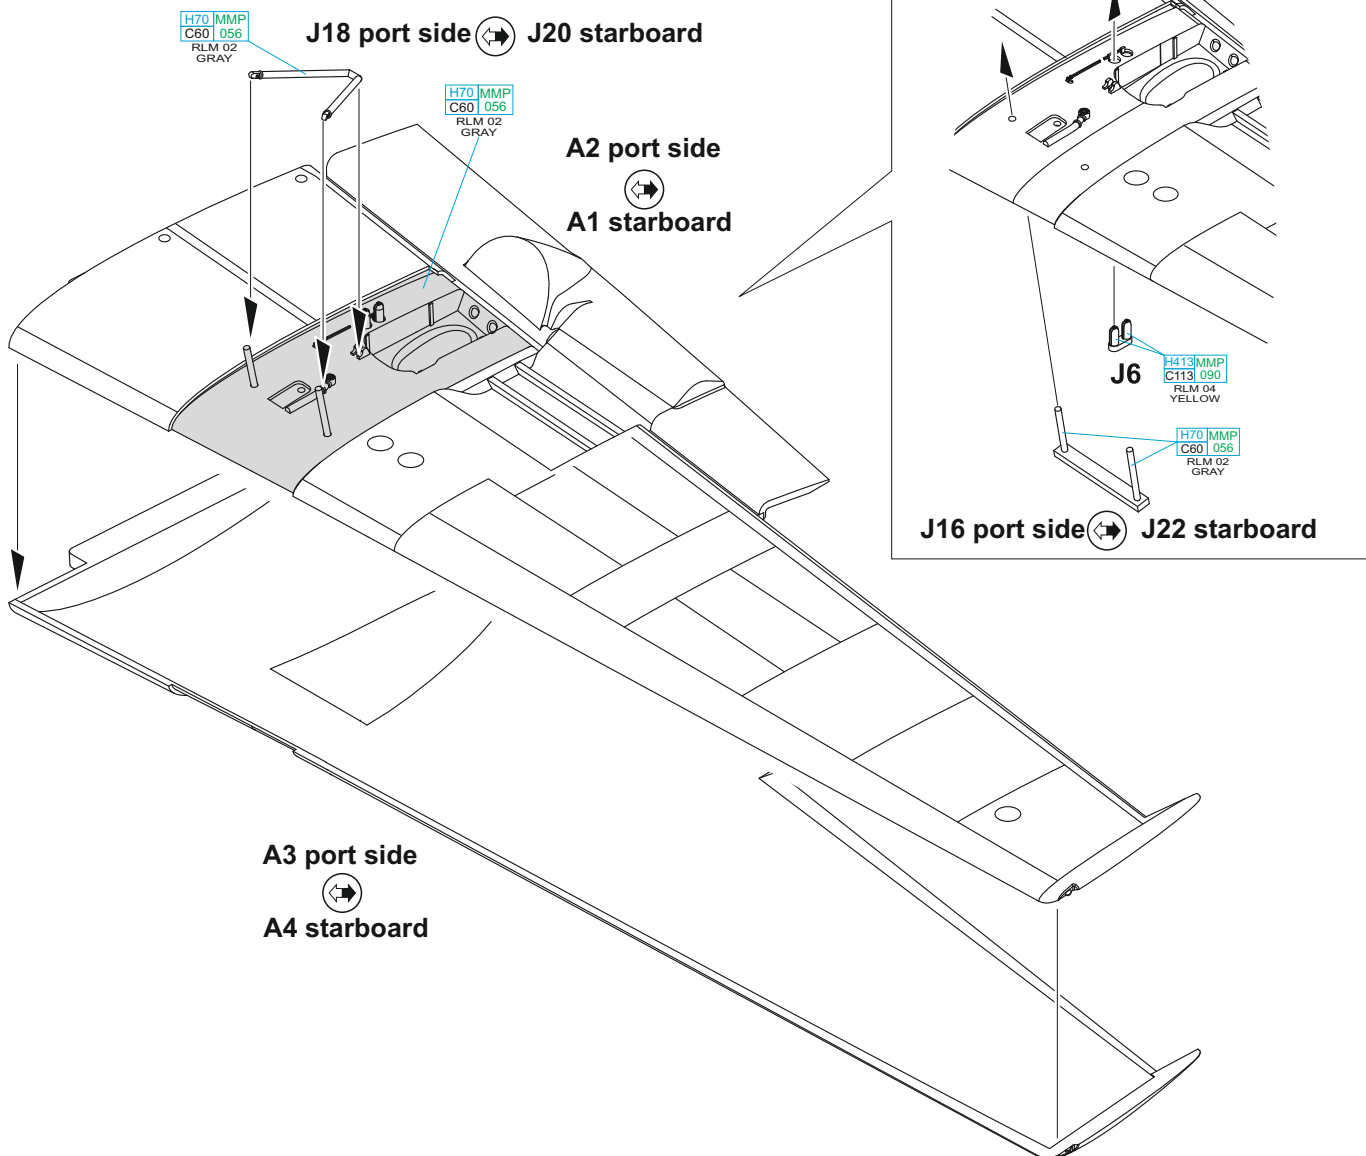 H70 MMP
C60 056
RLM 02
GRAY
J18 port side J20 starboard
H70 MMP
C60 056
RLM 02
GRAY
A2 port side
A1 starboard
J6
H413 MMP
C113 090
RLM 04
YELLOW
H70 MMP
C60 056
RLM 02
GRAY
J16 port side J22 starboard
A3 port side
A4 starboard